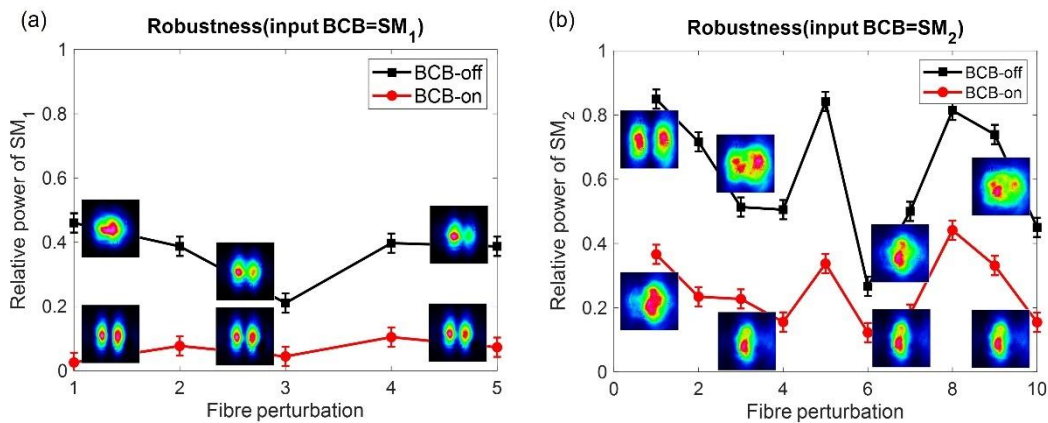 (a)
Robustness(input BCB=SM₁)
BCB-off
BCB-on
Relative power of SM₁
1
0.8
0.6
0.4
0.2
0
1 2 3 4 5
Fibre perturbation
(b)
Robustness(input BCB=SM₂)
BCB-off
BCB-on
Relative power of SM₂
1
0.8
0.6
0.4
0.2
0
0 2 4 6 8 10
Fibre perturbation